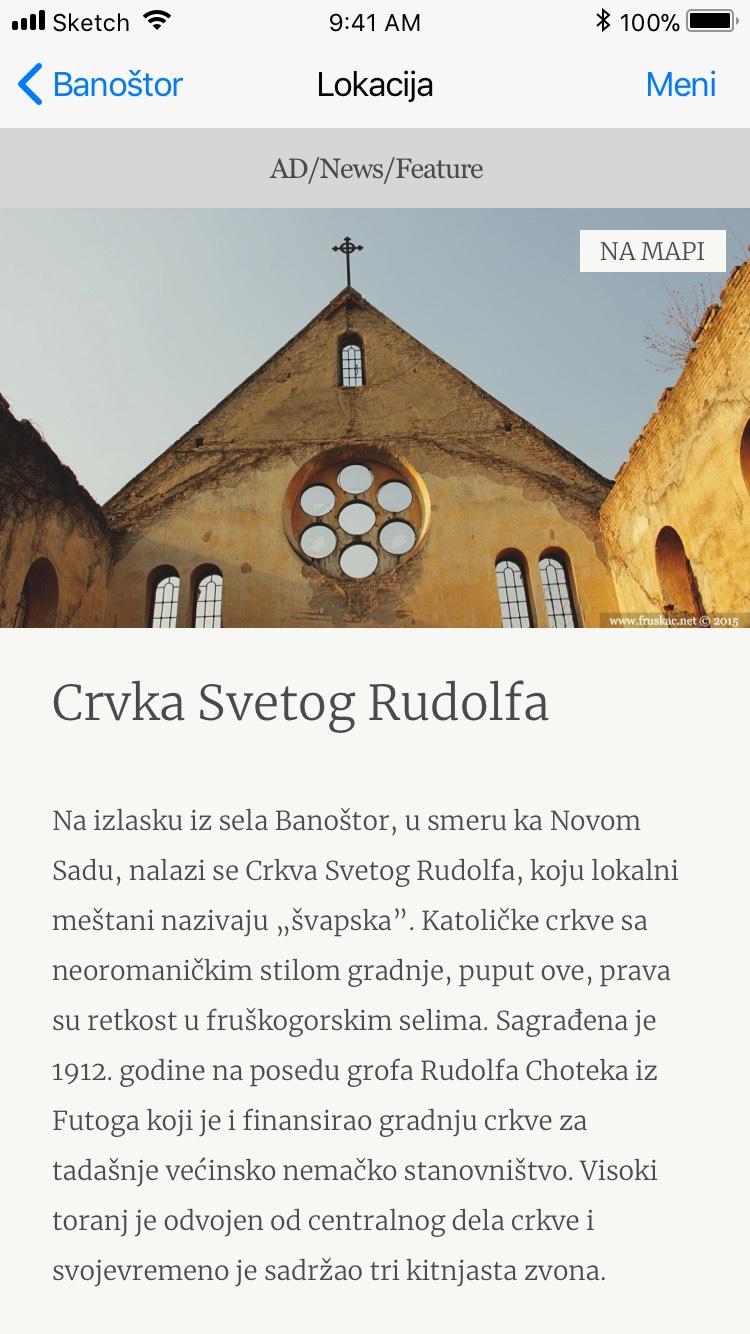 Sketch 9:41 AM 100%
Banoštor Lokacija Meni
AD/News/Feature
NA MAPI
www.fruskac.net © 2015
Crvka Svetog Rudolfa
Na izlasku iz sela Banoštor, u smeru ka Novom
Sadu, nalazi se Crkva Svetog Rudolfa, koju lokalni
meštani nazivaju „švapska”. Katoličke crkve sa
neoromaničkim stilom gradnje, puput ove, prava
su retkost u fruškogorskim selima. Sagrađena je
1912. godine na posedu grofa Rudolfa Choteka iz
Futoga koji je i finansirao gradnju crkve za
tadašnje većinsko nemačko stanovništvo. Visoki
toranj je odvojen od centralnog dela crkve i
svojevremeno je sadržao tri kitnjasta zvona.